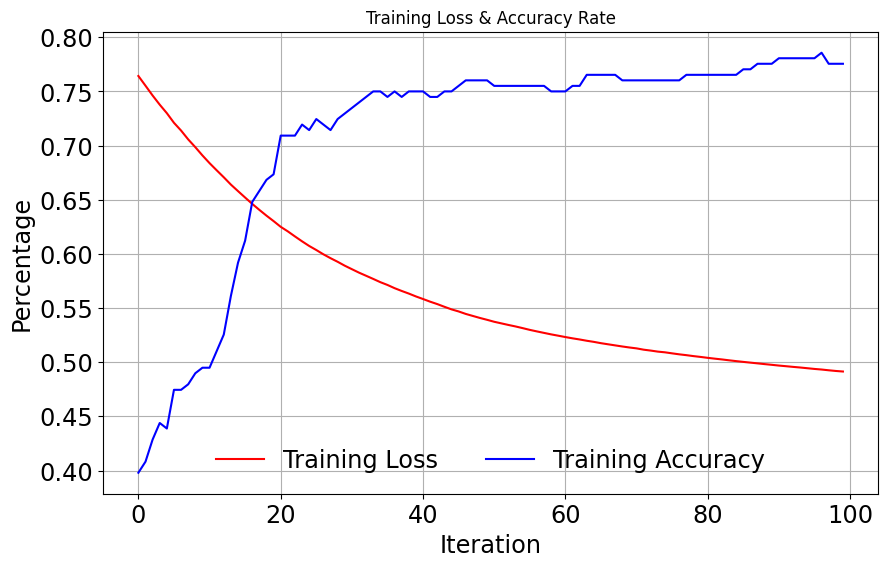 Training Loss & Accuracy Rate
0.80
0.75
0.70
0.65
0.60
0.55
0.50
0.45
0.40
Percentage
Training Loss Training Accuracy
0 20 40 60 80 100
Iteration